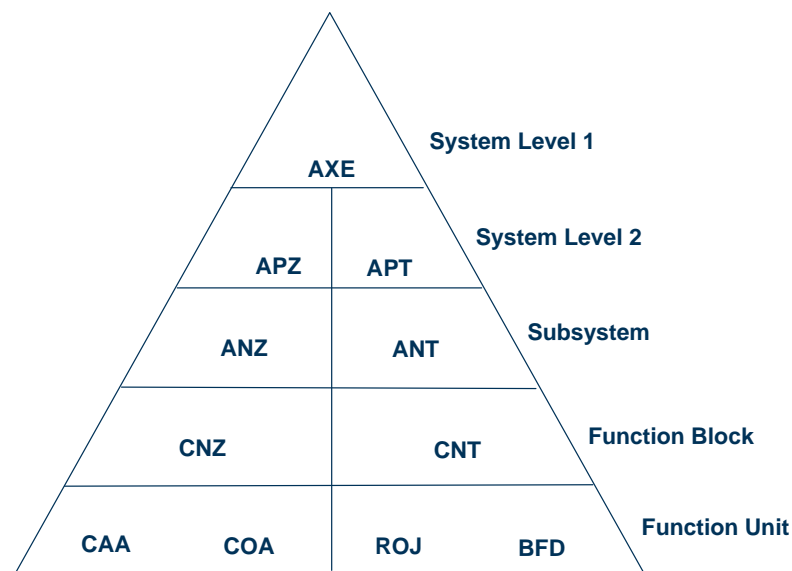 System Level 1
AXE
System Level 2
APZ APT
Subsystem
ANZ ANT
Function Block
CNZ CNT
Function Unit
CAA COA ROJ BFD